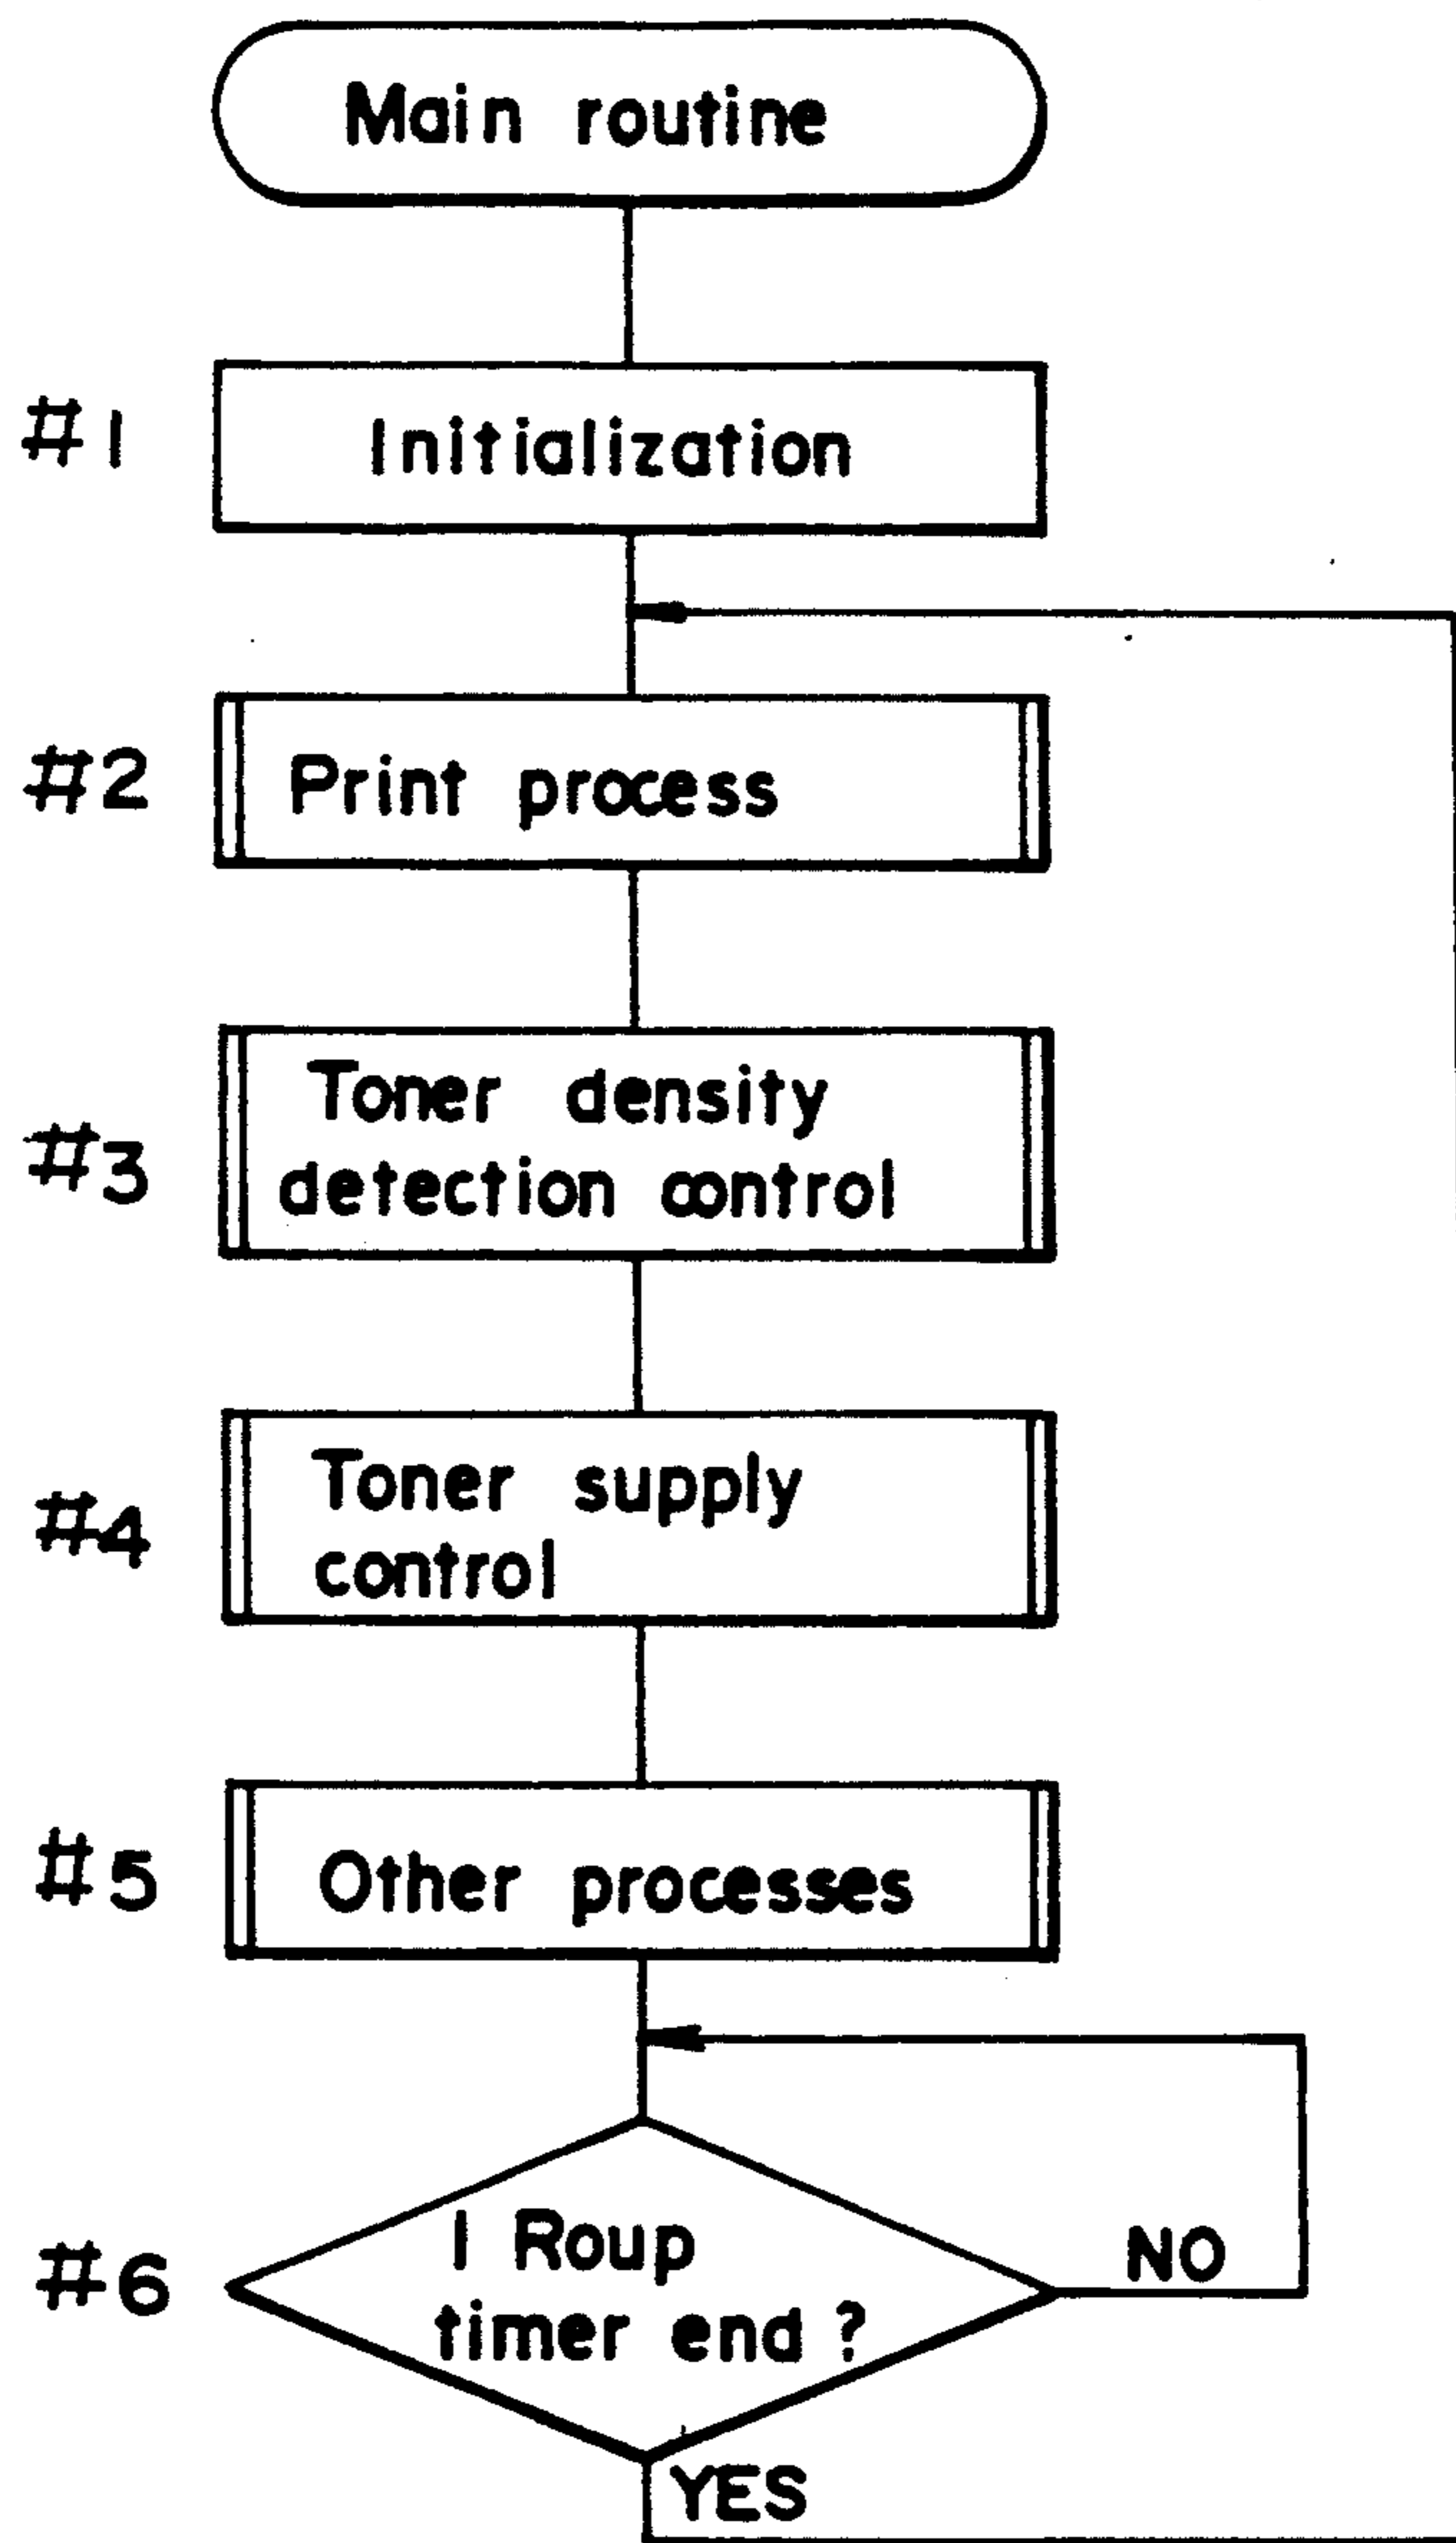 Main routine
#1
Initialization
#2
Print process
#3
Toner density
detection control
#4
Toner supply
control
#5
Other processes
#6
1 Roup
timer end ?
NO
YES